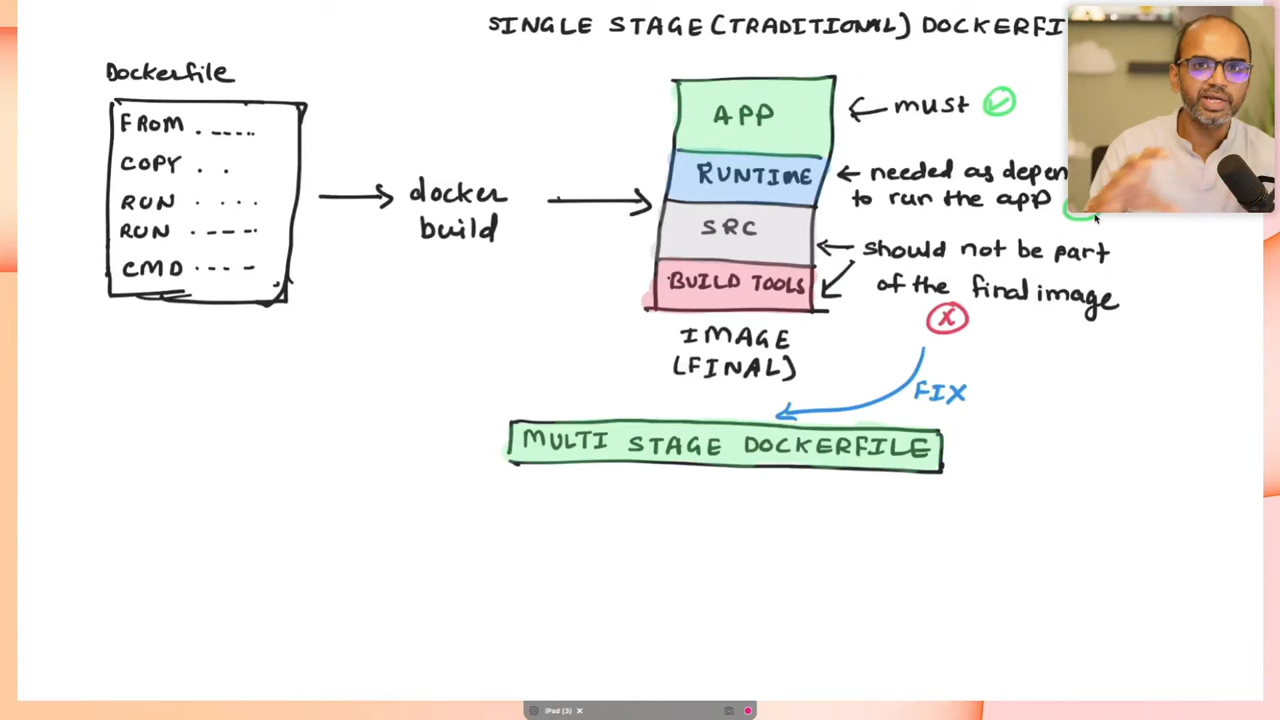 SINGLE STAGE (TRADITIONAL) DOCKERFI
Dockerfile
FROM . -----
COPY . .
RUN . . . .
RUN . ----
CMD . --- -
docker
build
APP
RUNTIME
SRC
BUILD TOOLS
IMAGE
(FINAL)
must
needed as depen
to run the app
should not be part
of the final image
x
FIX
MULTI STAGE DOCKERFILE
iPad (3)